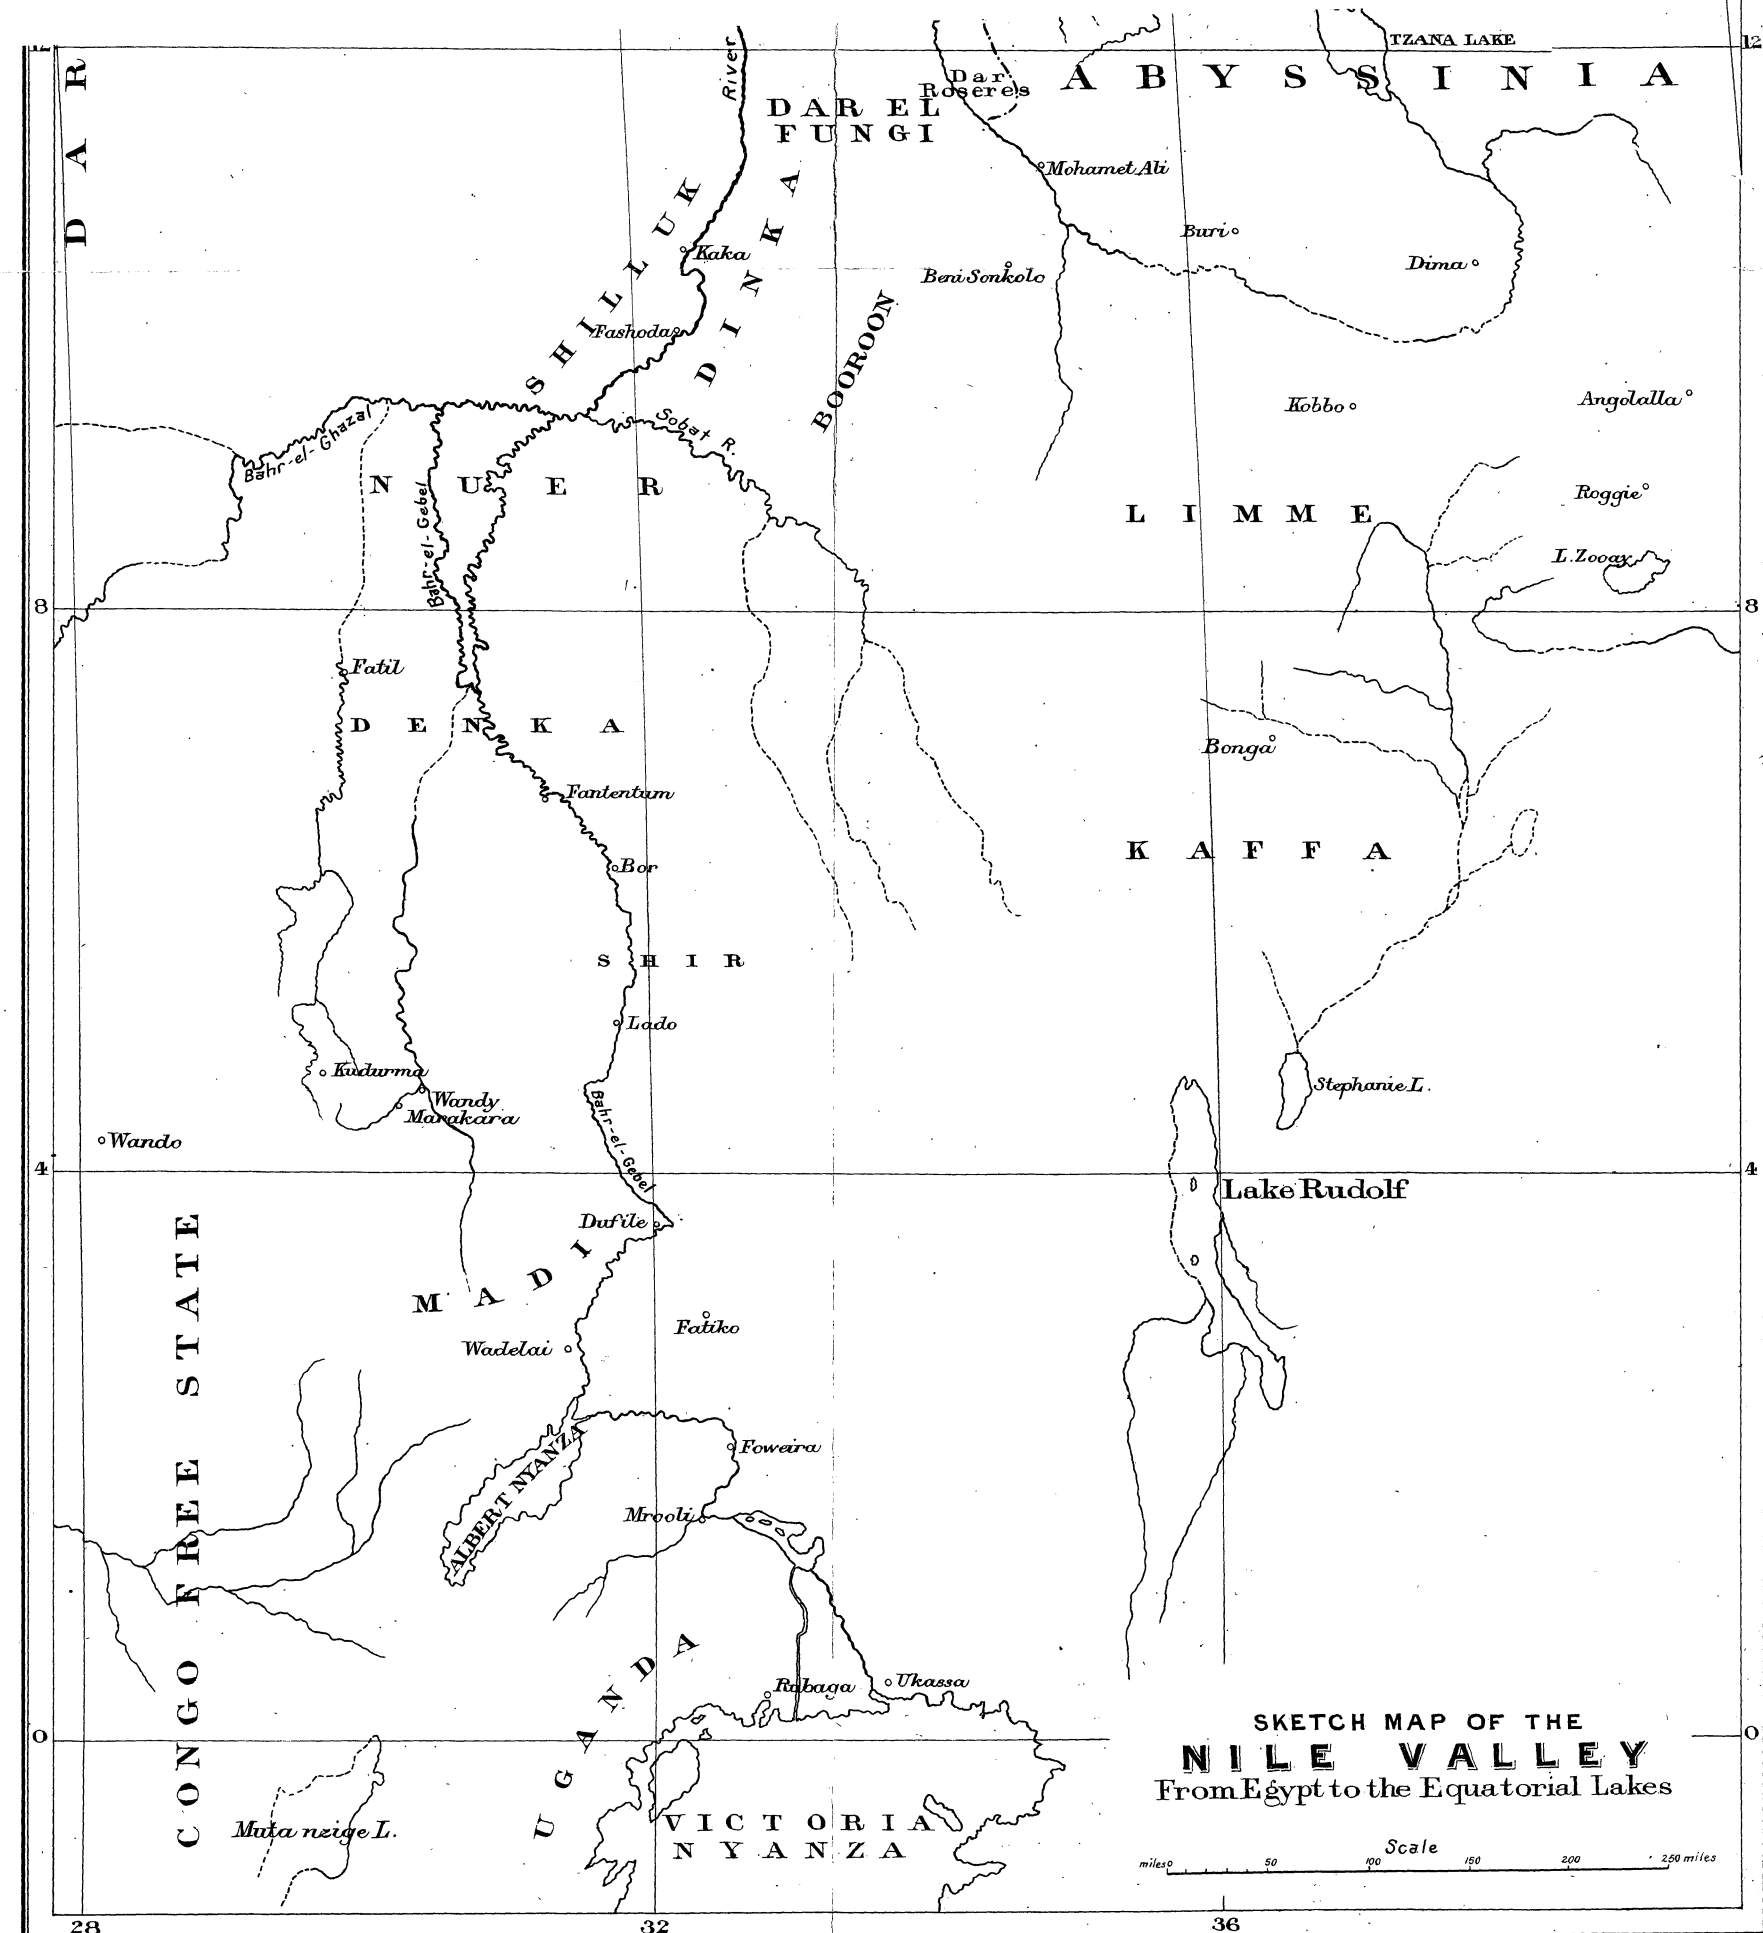 12
TZANA LAKE
12
River
ABYSSINIA
Dar
Roseres
DAR
DAR EL
FUNGI
Mohamet Ali
SHILLUK
DINKA
Buri
Kaka
Dima
Beni Sonkolo
Fashoda
BOOROON
Kobbo
Angolalla
Bahr-el-Ghazal
Sobat R.
NUER
Roggie
LIMME
Bahr-el-Gebel
L. Zooay
8
8
Fatil
DENKA
Bonga
Fantentum
KAFFA
Bor
SHIR
Lado
Kudurma
Stephanie L.
Wandy
Marakara
Bahr-el-Gebel
Wando
4
4
Lake Rudolf
Dufile
MADI
Fatiko
Wadelai
CONGO FREE STATE
Foweira
ALBERT NYANZA
Mrooli
UGANDA
Rabaga
Ukassa
SKETCH MAP OF THE
NILE VALLEY
From Egypt to the Equatorial Lakes
0
0
Muta nzige L.
VICTORIA
NYANZA
Scale
miles 0 50 100 150 200 250 miles
28
32
36